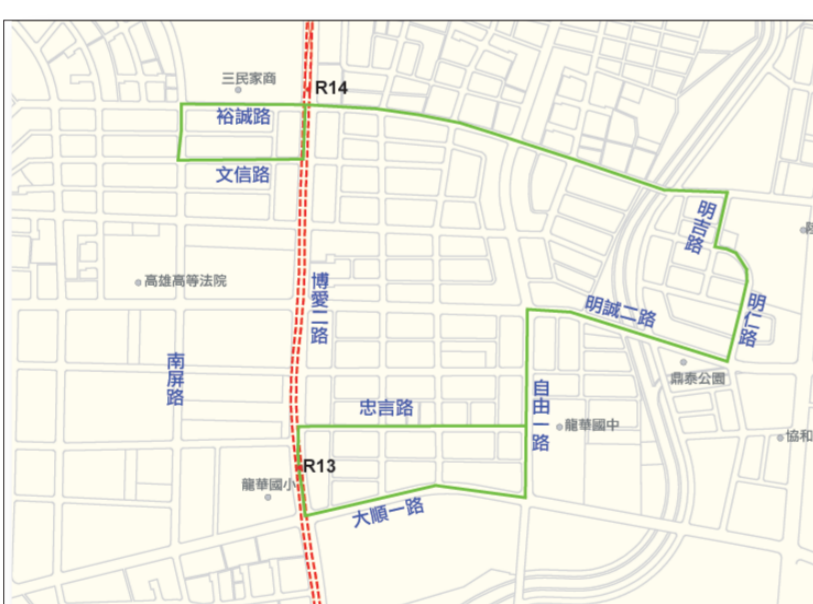 三民家商
R14
裕誠路
文信路
明吉路
高雄高等法院
博愛二路
明誠二路
明仁路
南屏路
鼎泰公園
忠言路
自由一路
龍華國中
協和
R13
龍華國小
大順一路